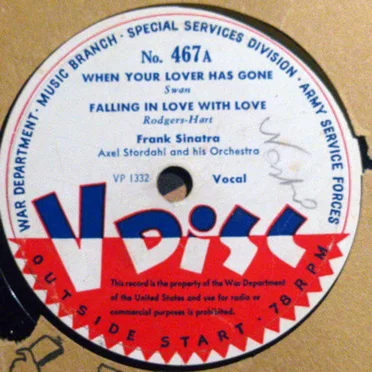 WAR DEPARTMENT · MUSIC BRANCH · SPECIAL SERVICES DIVISION · ARMY SERVICE FORCES
No. 467A
WHEN YOUR LOVER HAS GONE
Swan
FALLING IN LOVE WITH LOVE
Rodgers-Hart
Frank Sinatra
Axel Stordahl and his Orchestra
VP 1332 Vocal
V DISC
This record is the property of the War Department
of the United States and use for radio or
commercial purposes is prohibited.
OUTSIDE START · 78 RPM